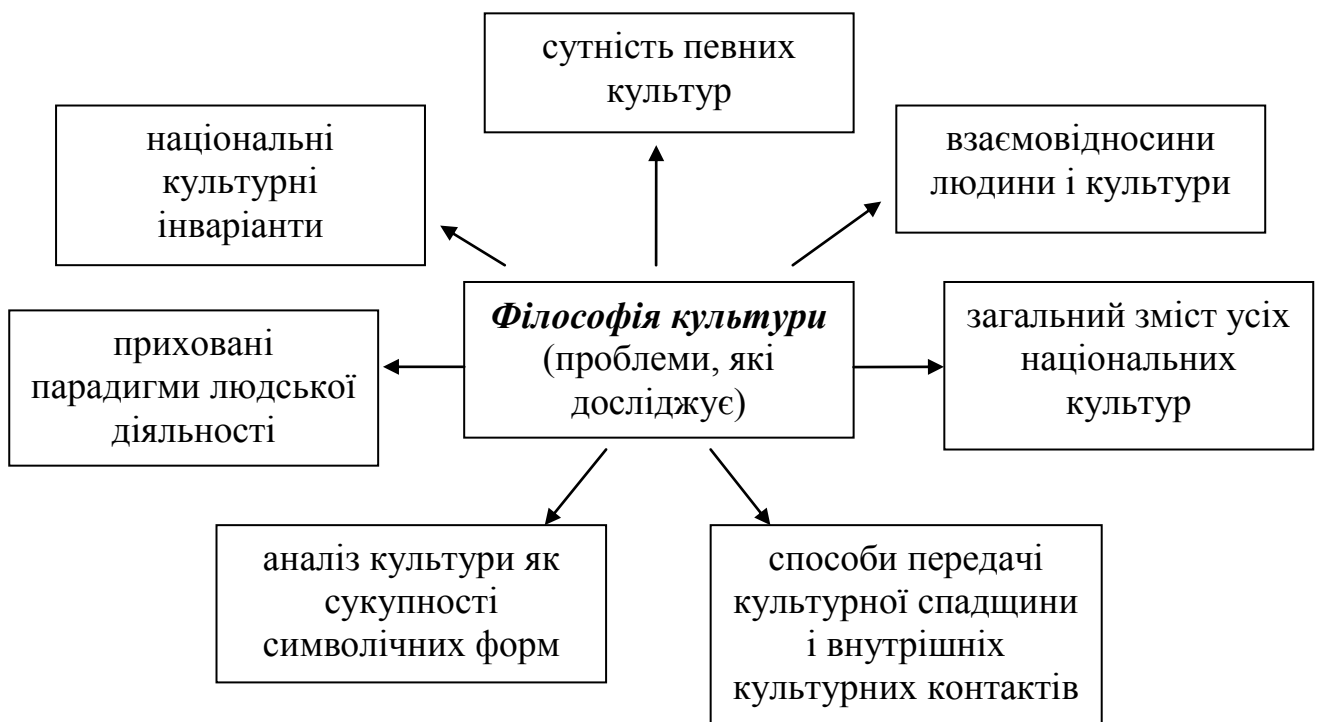 сутність певних
культур
національні
культурні
інваріанти
взаємовідносини
людини і культури
Філософія культури
(проблеми, які
досліджує)
приховані
парадигми людської
діяльності
загальний зміст усіх
національних
культур
аналіз культури як
сукупності
символічних форм
способи передачі
культурної спадщини
і внутрішніх
культурних контактів